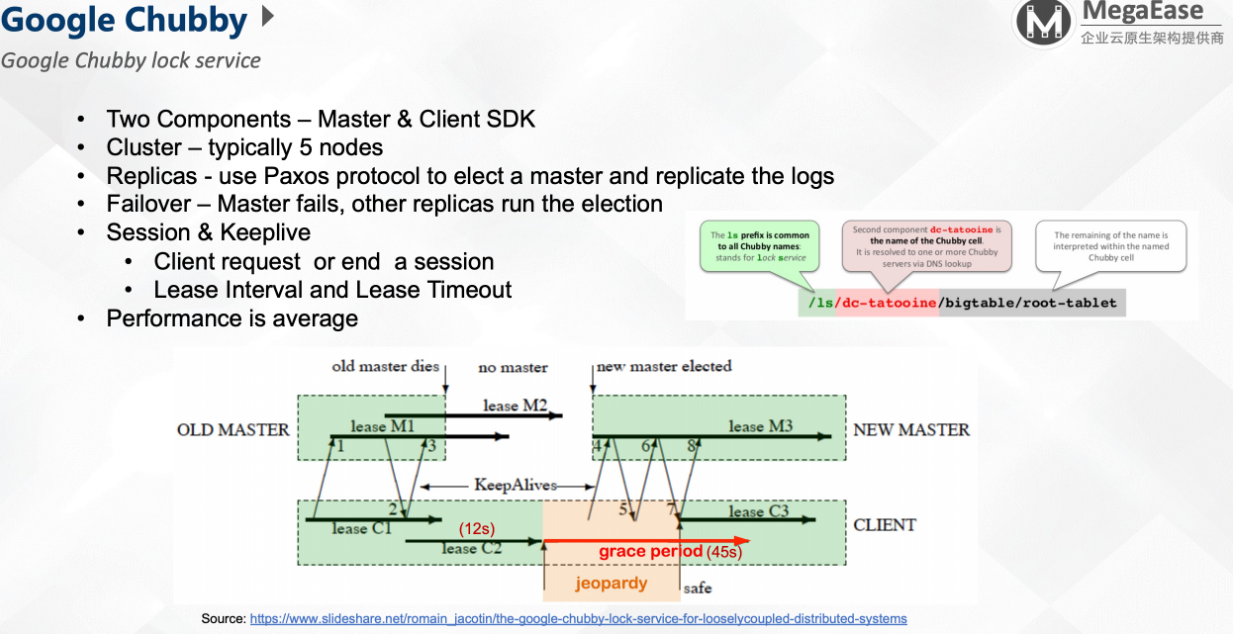 Google Chubby
MegaEase
企业云原生架构提供商
Google Chubby lock service
• Two Components – Master & Client SDK
• Cluster – typically 5 nodes
• Replicas - use Paxos protocol to elect a master and replicate the logs
• Failover – Master fails, other replicas run the election
• Session & Keeplive
• Client request or end a session
• Lease Interval and Lease Timeout
• Performance is average
The ls prefix is common
to all Chubby names:
stands for lock service
Second component dc-tatooine is
the name of the Chubby cell.
It is resolved to one or more Chubby
servers via DNS lookup
The remaining of the name is
interpreted within the named
Chubby cell
/ls/dc-tatooine/bigtable/root-tablet
old master dies
no master
new master elected
lease M2
OLD MASTER
lease M1
lease M3
NEW MASTER
1
3
4
6
8
KeepAlives
2
5
7
lease C1
lease C3
CLIENT
(12s)
lease C2
grace period (45s)
jeopardy
safe
Source: https://www.slideshare.net/romain_jacotin/the-google-chubby-lock-service-for-looselycoupled-distributed-systems